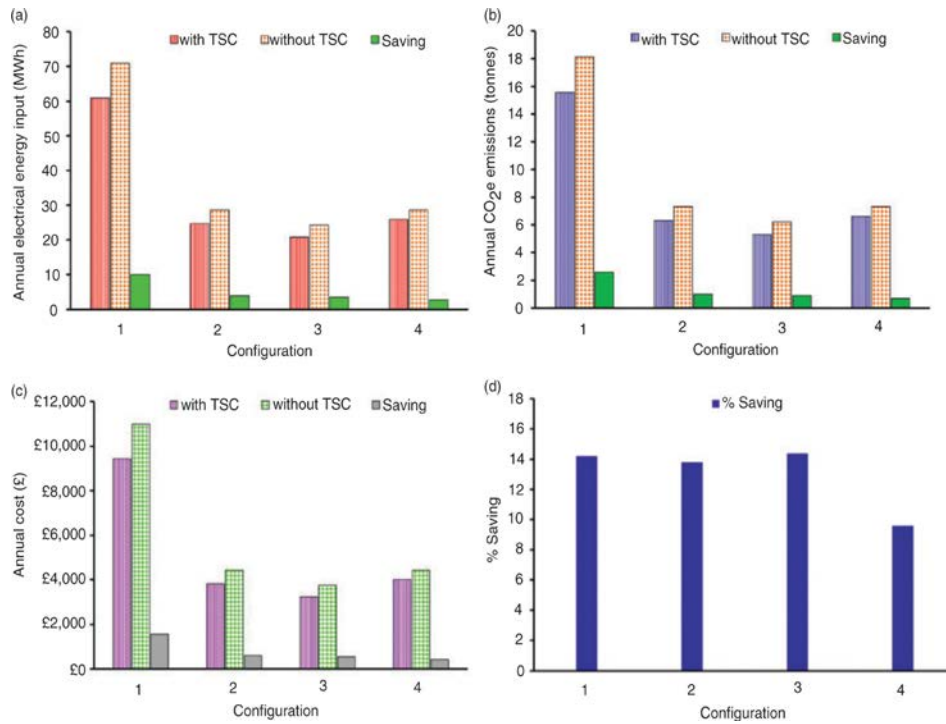 (a)
with TSC without TSC Saving
Annual electrical energy input (MWh)
80
70
60
50
40
30
20
10
0
1 2 3 4
Configuration
(b)
with TSC without TSC Saving
Annual CO2e emissions (tonnes)
20
18
16
14
12
10
8
6
4
2
0
1 2 3 4
Configuration
(c)
with TSC without TSC Saving
Annual cost (£)
£12,000
£10,000
£8,000
£6,000
£4,000
£2,000
£0
1 2 3 4
Configuration
(d)
% Saving
% Saving
18
16
14
12
10
8
6
4
2
0
1 2 3 4
Configuration